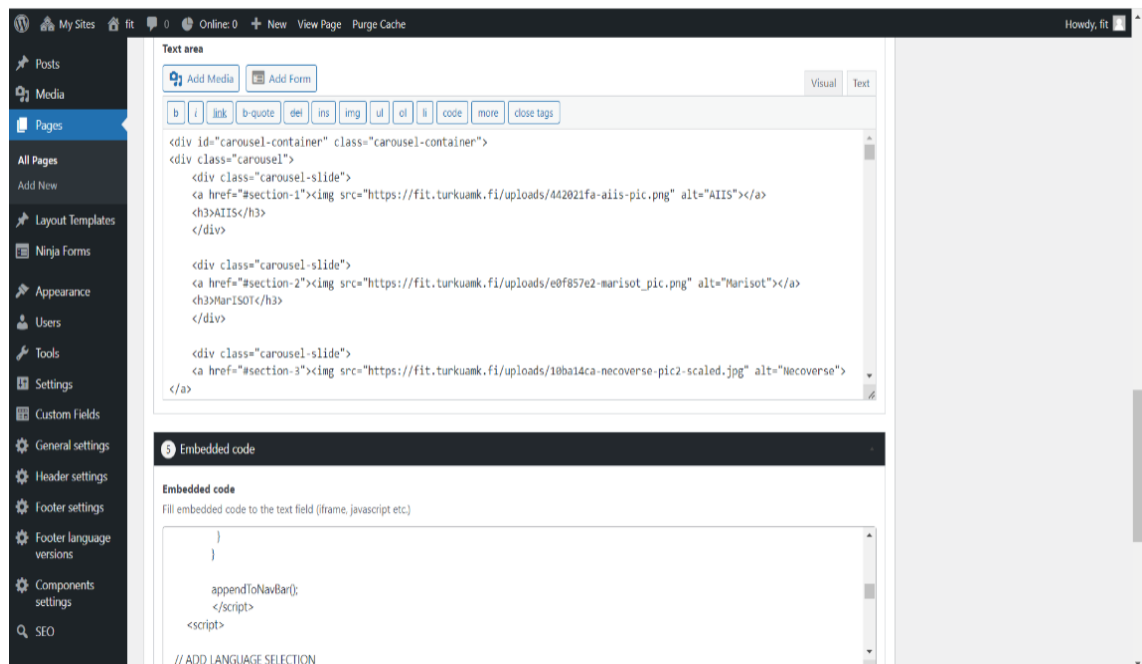 My Sites fit 0 Online: 0 + New View Page Purge Cache Howdy, fit
Posts
Media
Pages
All Pages
Add New
Layout Templates
Ninja Forms
Appearance
Users
Tools
Settings
Custom Fields
General settings
Header settings
Footer settings
Footer language
versions
Components
settings
SEO
Text area
Add Media Add Form Visual Text
b i link b-quote del ins img ul ol li code more close tags
<div id="carousel-container" class="carousel-container">
<div class="carousel">
<div class="carousel-slide">
<a href="#section-1"><img src="https://fit.turkuamk.fi/uploads/442021fa-aiis-pic.png" alt="AIIS"></a>
<h3>AIIS</h3>
</div>
<div class="carousel-slide">
<a href="#section-2"><img src="https://fit.turkuamk.fi/uploads/e0f857e2-marisot_pic.png" alt="Marisot"></a>
<h3>MarISOT</h3>
</div>
<div class="carousel-slide">
<a href="#section-3"><img src="https://fit.turkuamk.fi/uploads/10ba14ca-necoverse-pic2-scaled.jpg" alt="Necoverse">
</a>
5 Embedded code
Embedded code
Fill embedded code to the text field (iframe, javascript etc.)
}
}
appendToNavBar();
</script>
<script>
// ADD LANGUAGE SELECTION